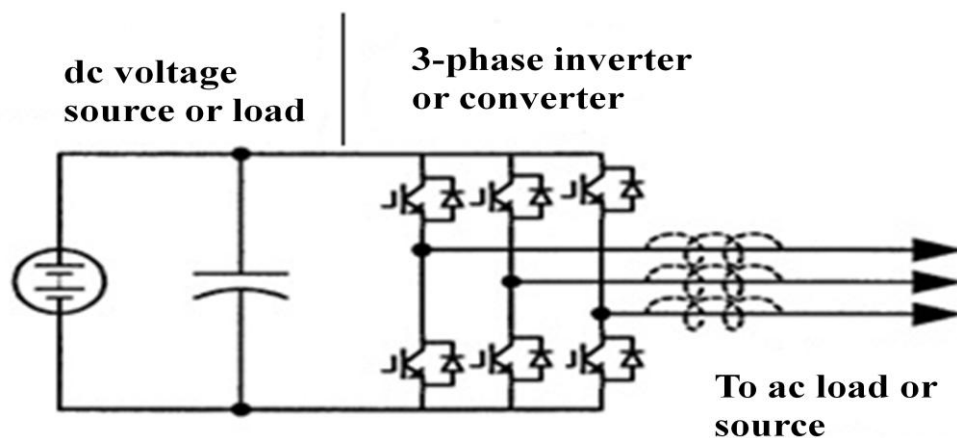 dc voltage
source or load
3-phase inverter
or converter
To ac load or
source